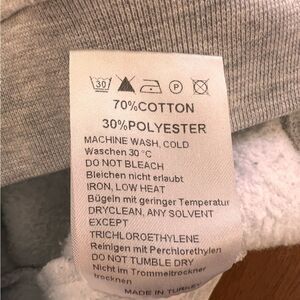 30 P
70%COTTON
30%POLYESTER
MACHINE WASH, COLD
Waschen 30 °C
DO NOT BLEACH
Bleichen nicht erlaubt
IRON, LOW HEAT
Bügeln mit geringer Temperatur
DRYCLEAN, ANY SOLVENT
EXCEPT
TRICHLOROETHYLENE
Reinigen mit Perchlorethylen
DO NOT TUMBLE DRY
Nicht im Trommeltrockner
trocknen
MADE IN TURKEY